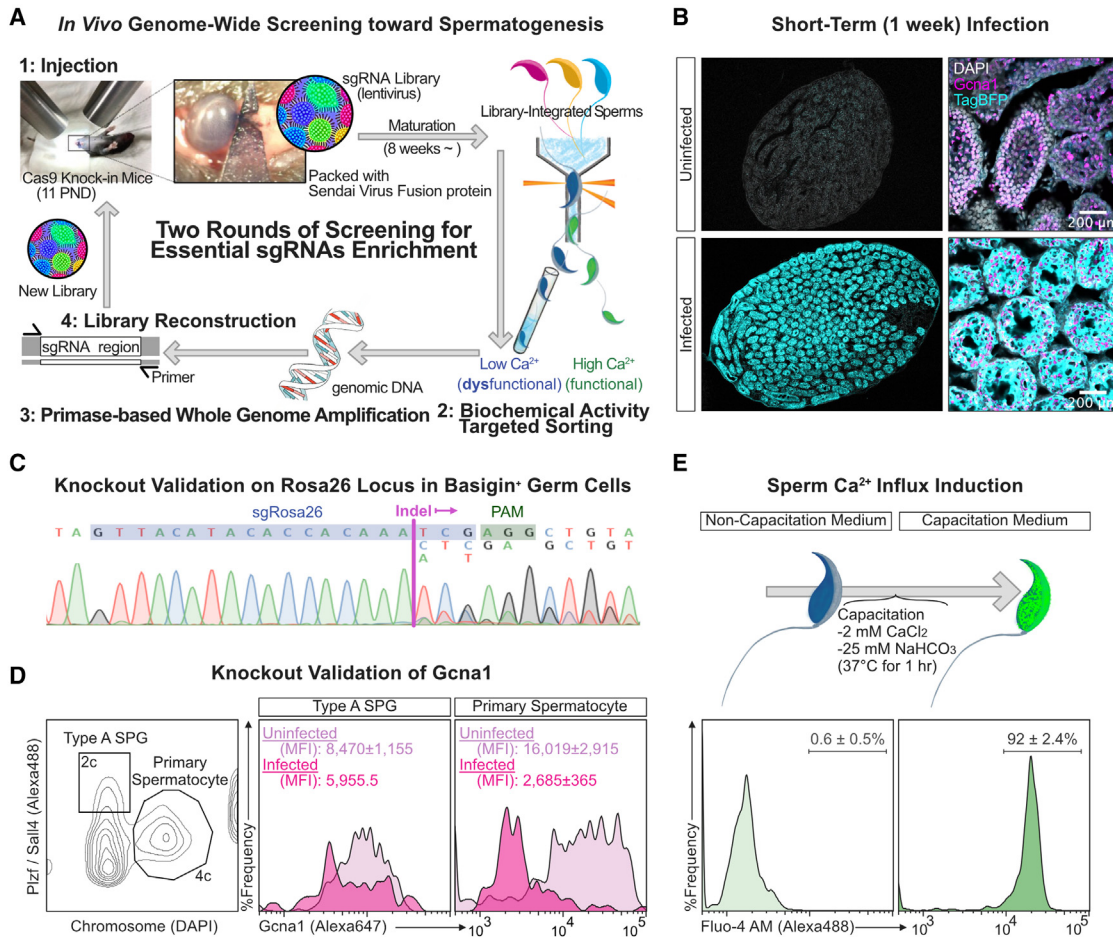 A
In Vivo Genome-Wide Screening toward Spermatogenesis
1: Injection
sgRNA Library
(lentivirus)
Library-Integrated Sperms
Maturation
(8 weeks ~ )
Cas9 Knock-in Mice
(11 PND)
Packed with
Sendai Virus Fusion protein
Two Rounds of Screening for
Essential sgRNAs Enrichment
New Library
4: Library Reconstruction
sgRNA region
Primer
genomic DNA
Low Ca²⁺
(dysfunctional)
High Ca²⁺
(functional)
3: Primase-based Whole Genome Amplification
2: Biochemical Activity
Targeted Sorting
B
Short-Term (1 week) Infection
Uninfected
DAPI
Gcna1
TagBFP
200 µm
Infected
200 µm
C
Knockout Validation on Rosa26 Locus in Basigin⁺ Germ Cells
sgRosa26
Indel
PAM
T A G T T A C A T A C A C C A C A A A T C G A G G C T G T A
C T C G A G C T G T
A T
D
Knockout Validation of Gcna1
Type A SPG
Primary Spermatocyte
Plzf / Sall4 (Alexa488)
Type A SPG
2c
Primary
Spermatocyte
4c
Chromosome (DAPI)
%Frequency
Uninfected
(MFI): 8,470±1,155
Infected
(MFI): 5,955.5
Gcna1 (Alexa647)
%Frequency
Uninfected
(MFI): 16,019±2,915
Infected
(MFI): 2,685±365
10³ 10⁴ 10⁵
E
Sperm Ca²⁺ Influx Induction
Non-Capacitation Medium
Capacitation Medium
Capacitation
-2 mM CaCl₂
-25 mM NaHCO₃
(37°C for 1 hr)
%Frequency
0.6 ± 0.5%
92 ± 2.4%
Fluo-4 AM (Alexa488)
10³ 10⁴ 10⁵